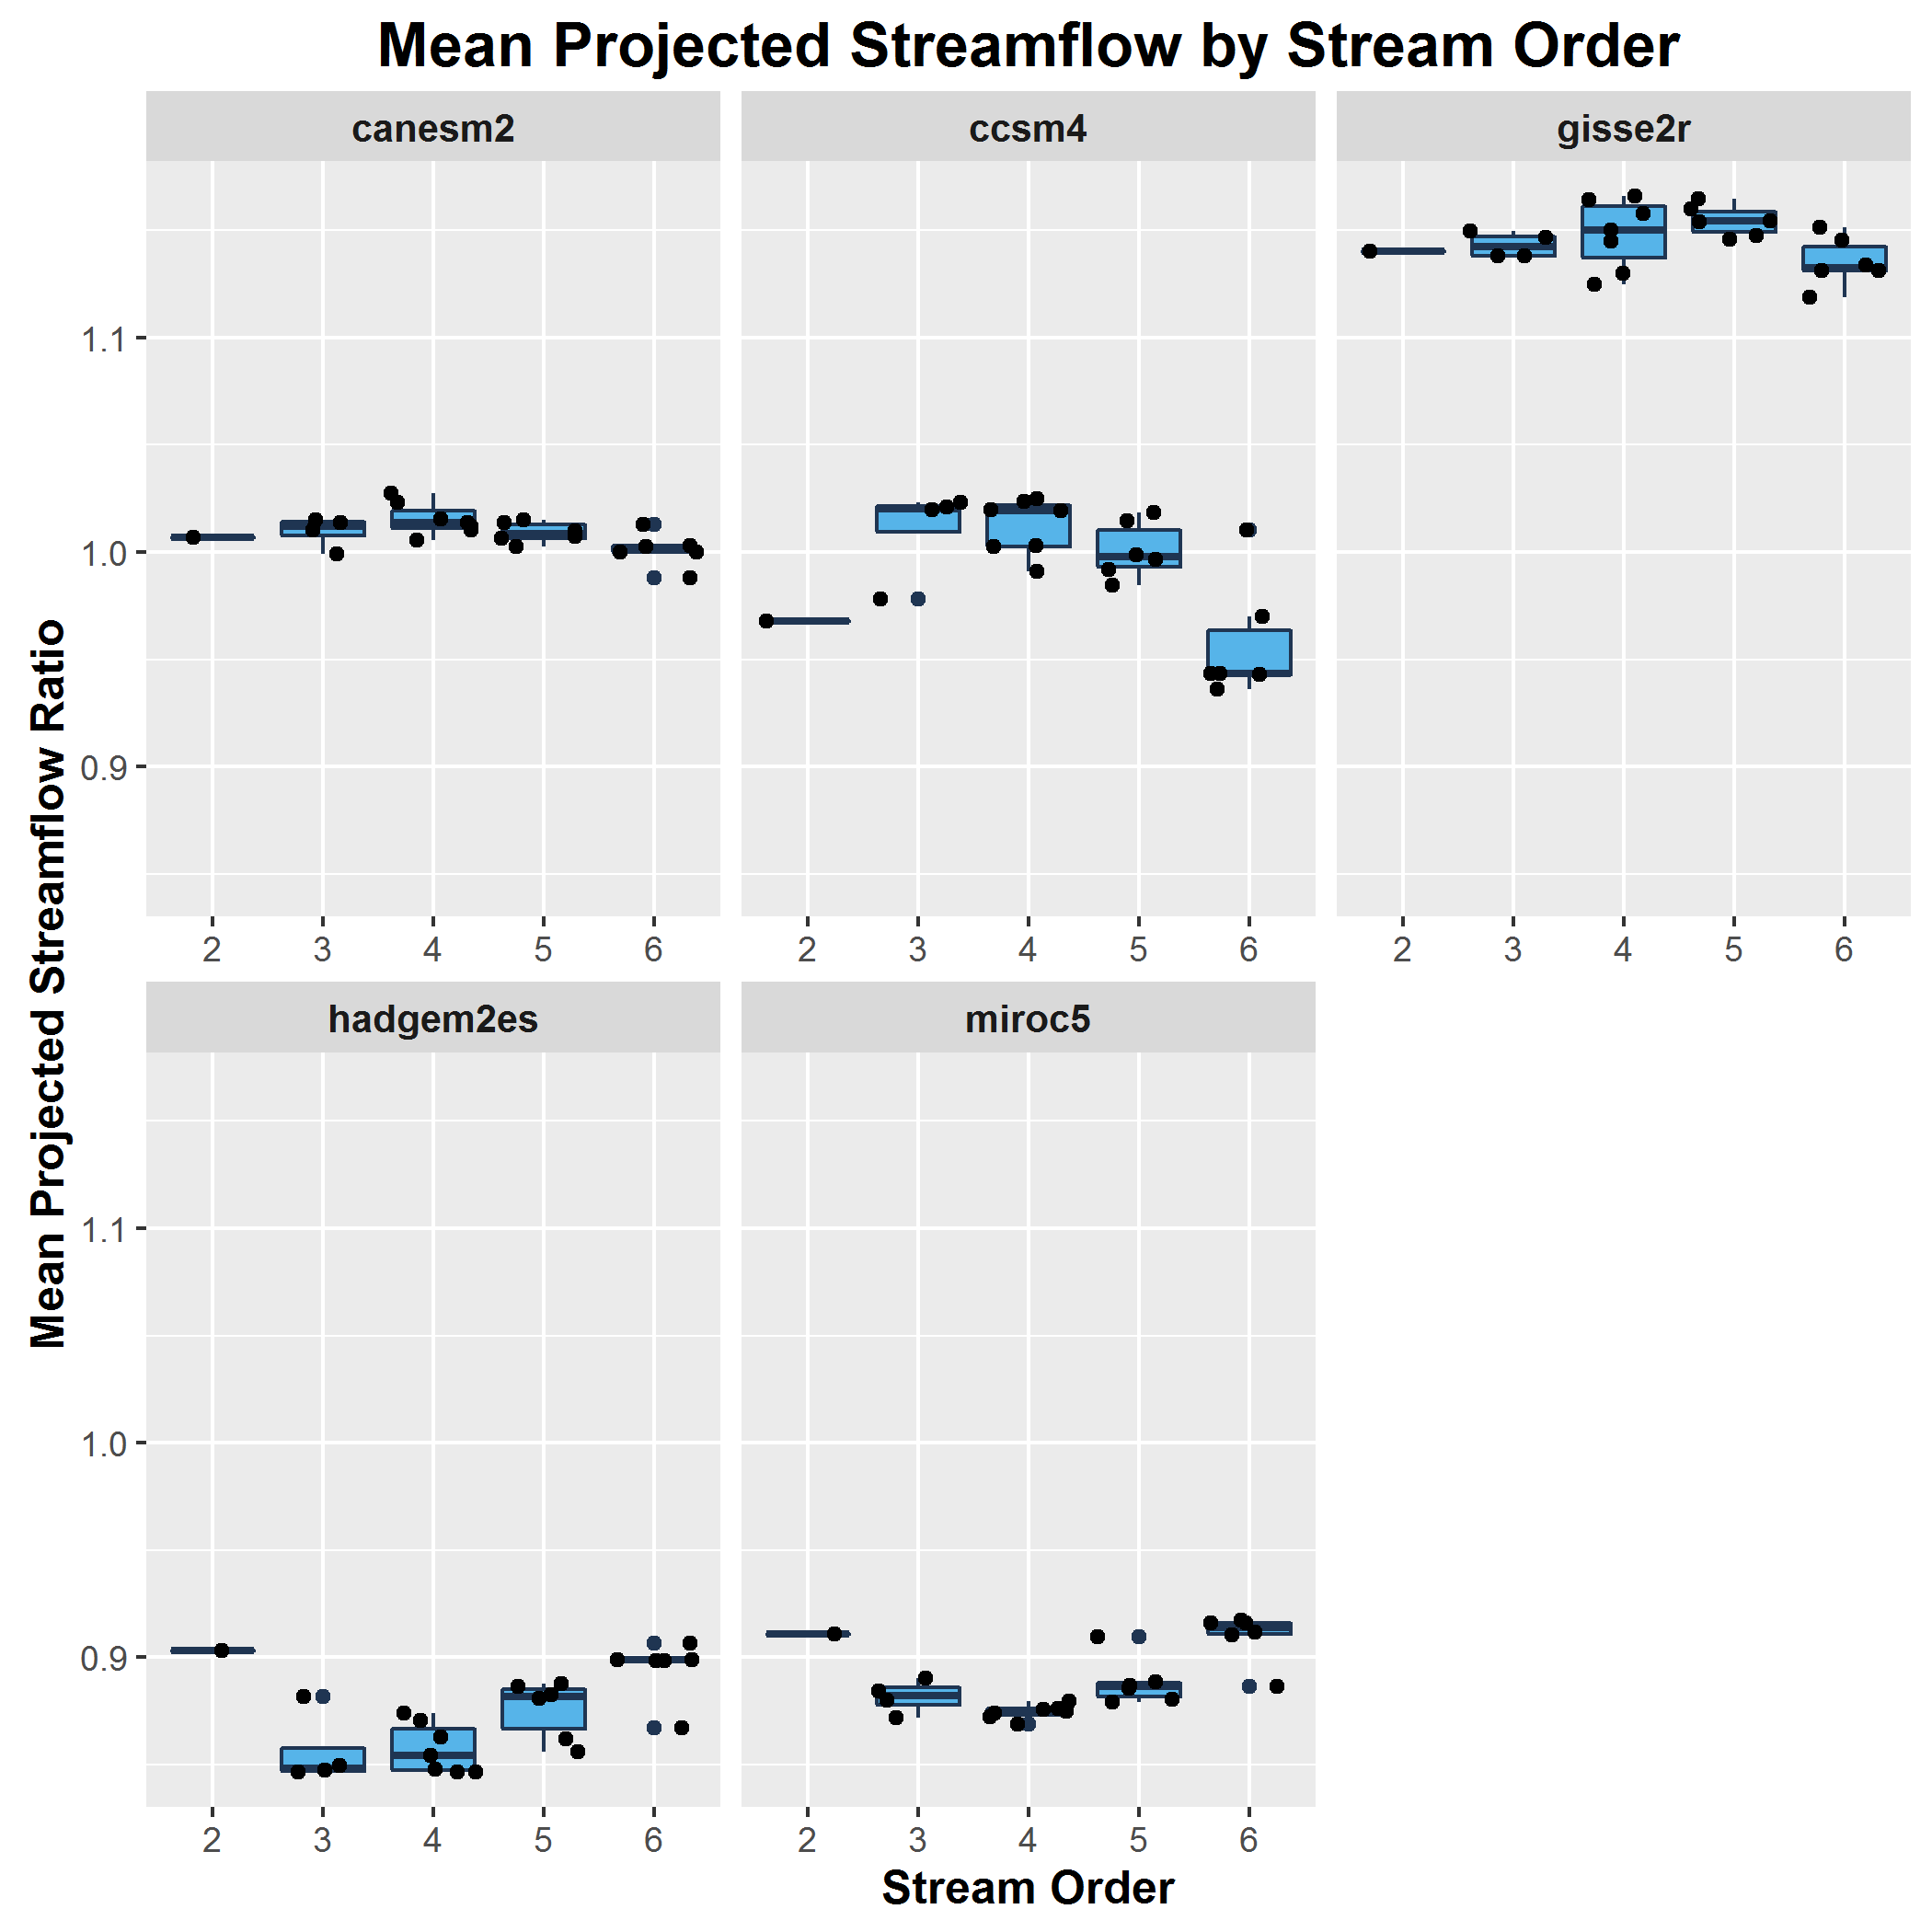 Mean Projected Streamflow by Stream Order
canesm2 ccsm4 gisse2r
1.1
1.0
0.9
2 3 4 5 6 2 3 4 5 6 2 3 4 5 6
Mean Projected Streamflow Ratio
hadgem2es miroc5
1.1
1.0
0.9
2 3 4 5 6 2 3 4 5 6
Stream Order